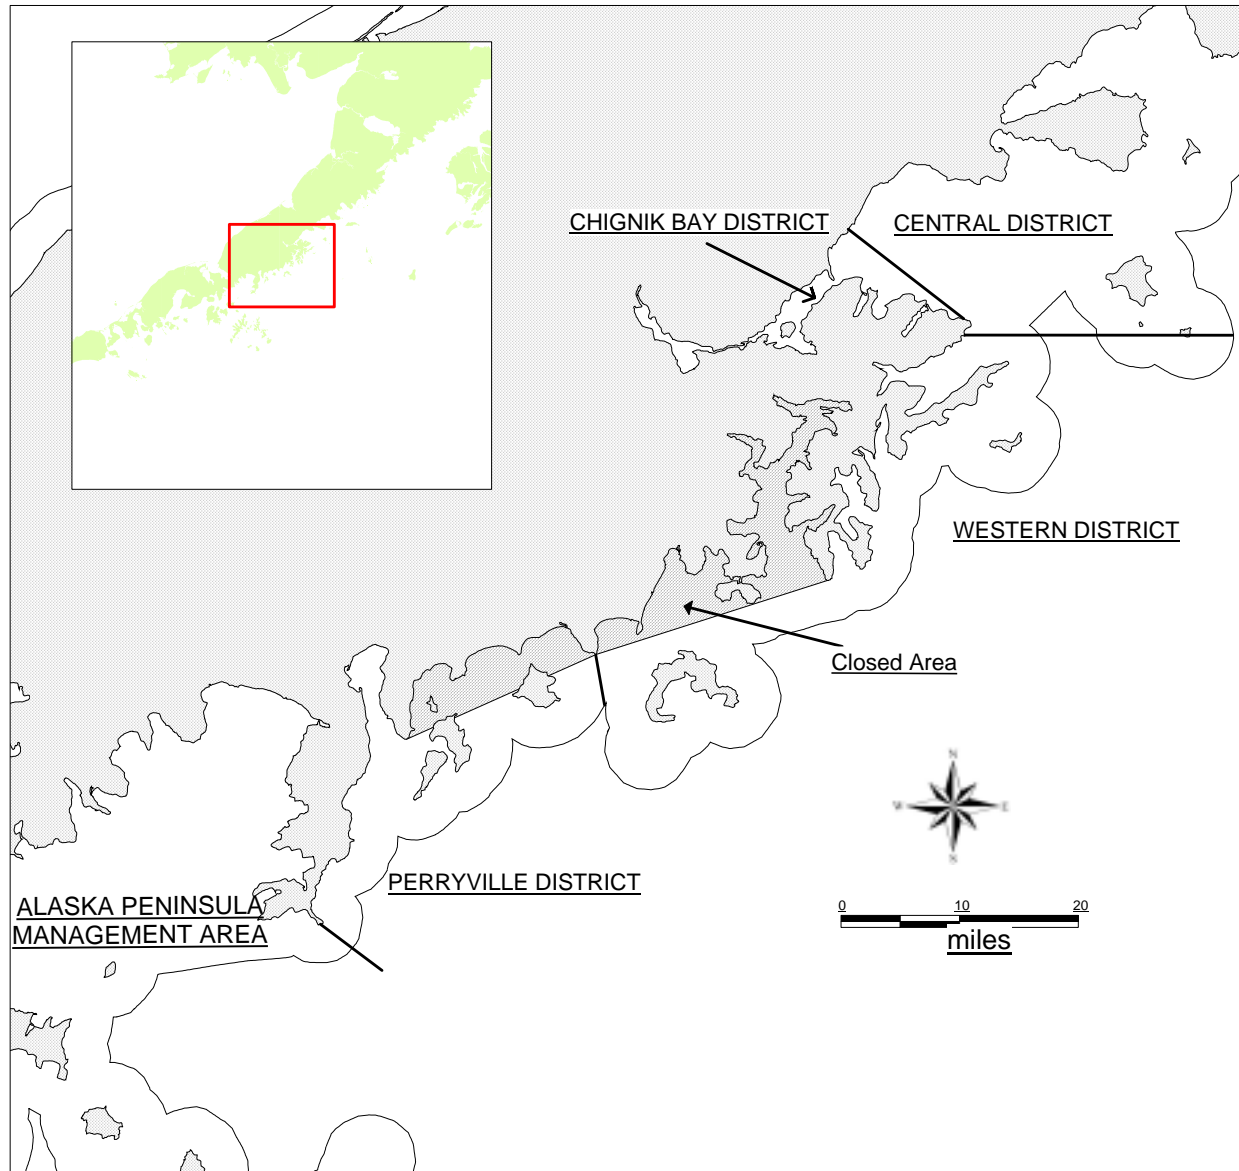 CHIGNIK BAY DISTRICT
CENTRAL DISTRICT
WESTERN DISTRICT
Closed Area
N
W
E
S
PERRYVILLE DISTRICT
ALASKA PENINSULA
MANAGEMENT AREA
0 10 20
miles